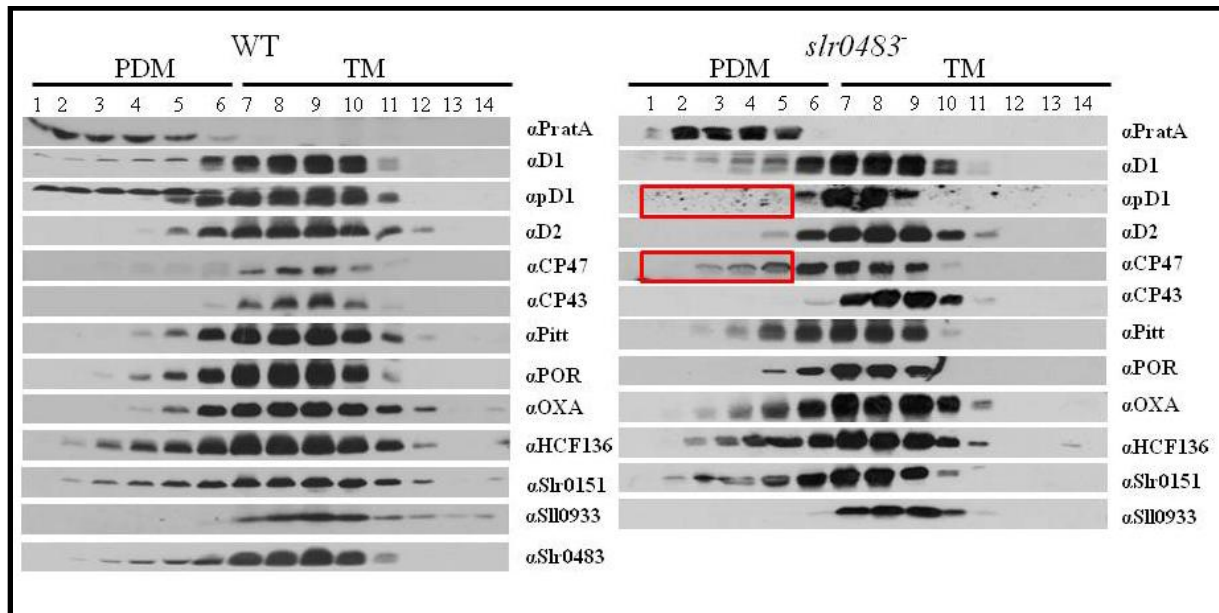 WT
PDM TM
1 2 3 4 5 6 7 8 9 10 11 12 13 14
αPratA
αD1
αpD1
αD2
αCP47
αCP43
αPitt
αPOR
αOXA
αHCF136
αSlr0151
αSll0933
αSlr0483
slr0483-
PDM TM
1 2 3 4 5 6 7 8 9 10 11 12 13 14
αPratA
αD1
αpD1
αD2
αCP47
αCP43
αPitt
αPOR
αOXA
αHCF136
αSlr0151
αSll0933